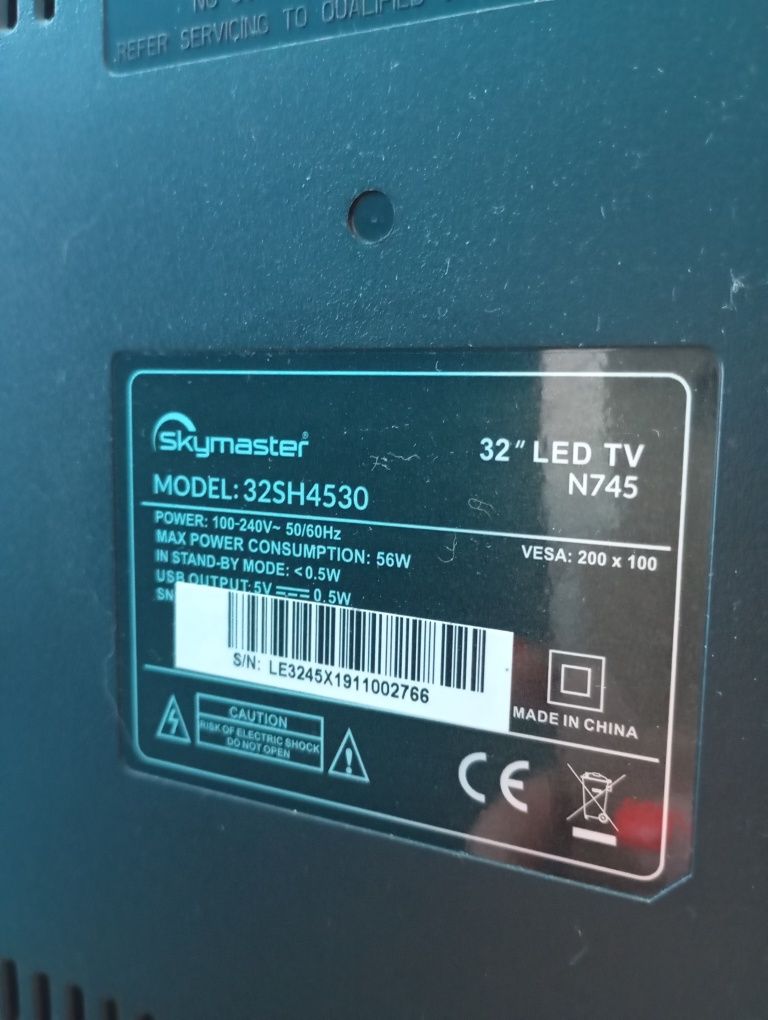 NO
REFER SERVICING TO QUALIFIED
Skymaster®
32" LED TV
N745
MODEL: 32SH4530
POWER: 100-240V~ 50/60Hz
MAX POWER CONSUMPTION: 56W
VESA: 200 x 100
IN STAND-BY MODE: <0.5W
USB OUTPUT 5V 0.5W
SN
S/N: LE3245X1911002766
MADE IN CHINA
CAUTION
RISK OF ELECTRIC SHOCK
DO NOT OPEN
CE